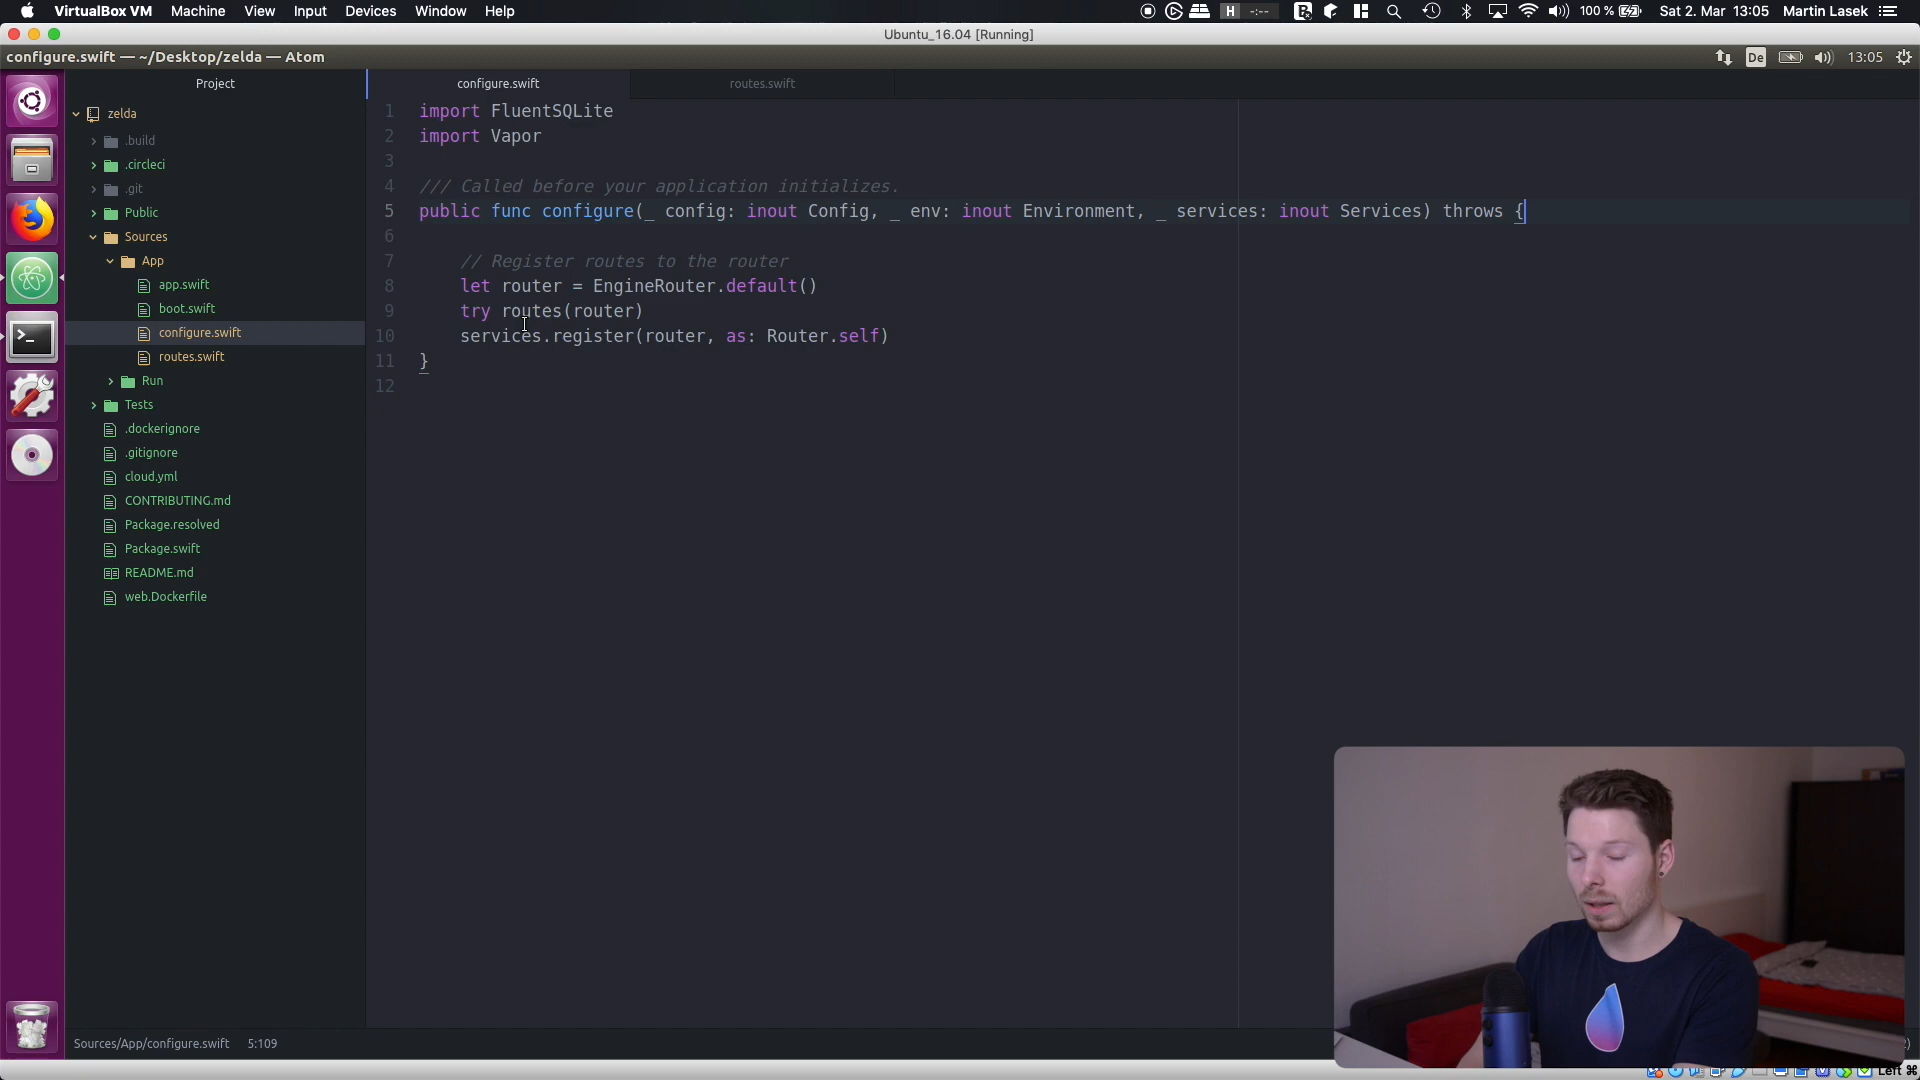 VirtualBox VM Machine View Input Devices Window Help
H -:-- 100 % Sat 2. Mar 13:05 Martin Lasek
Ubuntu_16.04 [Running]
configure.swift — ~/Desktop/zelda — Atom
De 13:05
Project
configure.swift
routes.swift
zelda
.build
.circleci
.git
Public
Sources
App
app.swift
boot.swift
configure.swift
routes.swift
Run
Tests
.dockerignore
.gitignore
cloud.yml
CONTRIBUTING.md
Package.resolved
Package.swift
README.md
web.Dockerfile
1 import FluentSQLite
2 import Vapor
3
4 /// Called before your application initializes.
5 public func configure(_ config: inout Config, _ env: inout Environment, _ services: inout Services) throws {
6
7 // Register routes to the router
8 let router = EngineRouter.default()
9 try routes(router)
10 services.register(router, as: Router.self)
11 }
12
Sources/App/configure.swift 5:109
Left ⌘